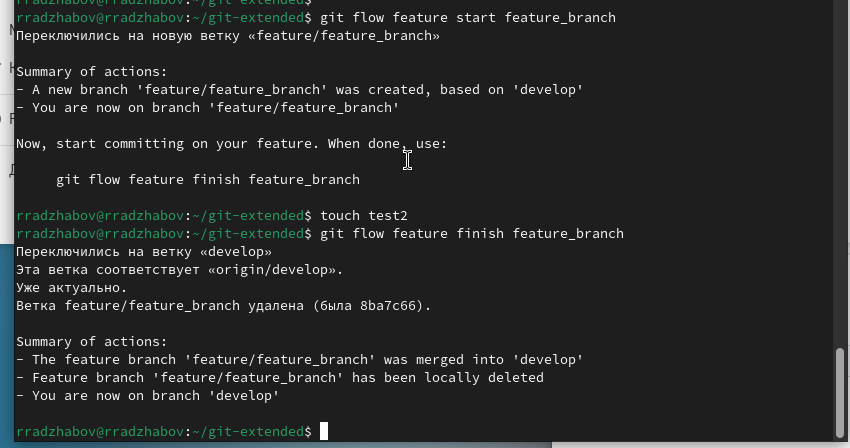 rradzhabov@rradzhabov:~/git-extended$
rradzhabov@rradzhabov:~/git-extended$ git flow feature start feature_branch
Переключились на новую ветку «feature/feature_branch»
Summary of actions:
- A new branch 'feature/feature_branch' was created, based on 'develop'
- You are now on branch 'feature/feature_branch'
Now, start committing on your feature. When done, use:
git flow feature finish feature_branch
rradzhabov@rradzhabov:~/git-extended$ touch test2
rradzhabov@rradzhabov:~/git-extended$ git flow feature finish feature_branch
Переключились на ветку «develop»
Эта ветка соответствует «origin/develop».
Уже актуально.
Ветка feature/feature_branch удалена (была 8ba7c66).
Summary of actions:
- The feature branch 'feature/feature_branch' was merged into 'develop'
- Feature branch 'feature/feature_branch' has been locally deleted
- You are now on branch 'develop'
rradzhabov@rradzhabov:~/git-extended$